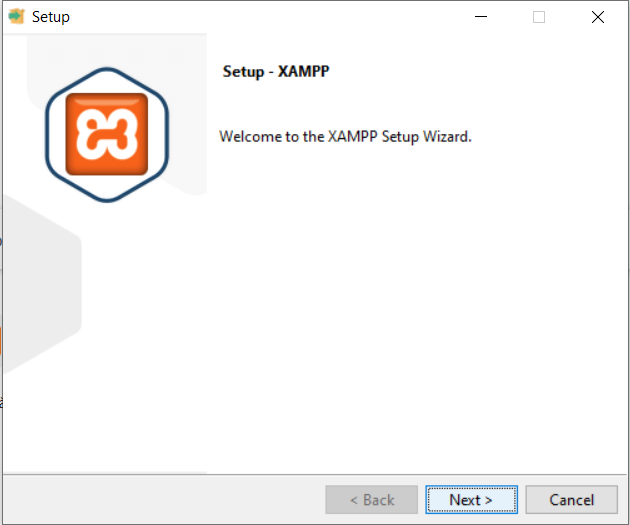 Setup
Setup - XAMPP
Welcome to the XAMPP Setup Wizard.
< Back
Next >
Cancel